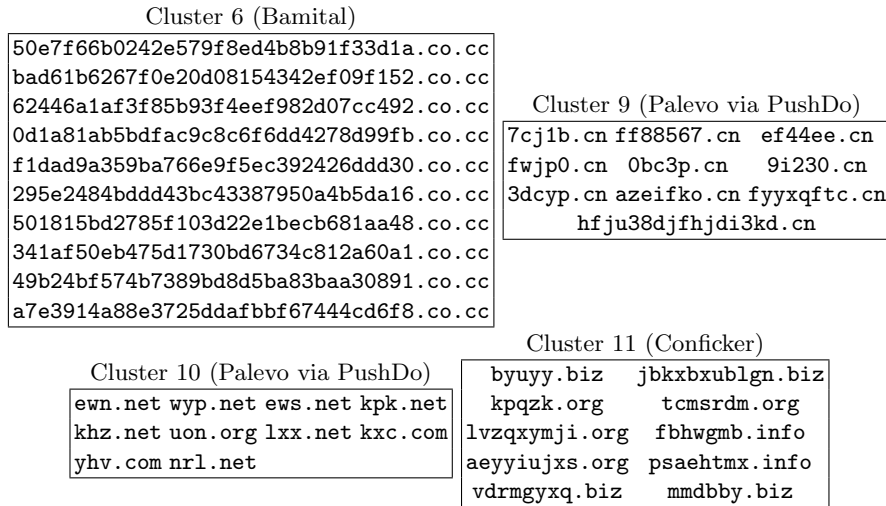 Cluster 6 (Bamital)
50e7f66b0242e579f8ed4b8b91f33d1a.co.cc
bad61b6267f0e20d08154342ef09f152.co.cc
62446a1af3f85b93f4eef982d07cc492.co.cc
0d1a81ab5bdfac9c8c6f6dd4278d99fb.co.cc
f1dad9a359ba766e9f5ec392426ddd30.co.cc
295e2484bddd43bc43387950a4b5da16.co.cc
501815bd2785f103d22e1becb681aa48.co.cc
341af50eb475d1730bd6734c812a60a1.co.cc
49b24bf574b7389bd8d5ba83baa30891.co.cc
a7e3914a88e3725ddafbbf67444cd6f8.co.cc
Cluster 9 (Palevo via PushDo)
7cj1b.cn ff88567.cn ef44ee.cn
fwjp0.cn 0bc3p.cn 9i230.cn
3dcyp.cn azeifko.cn fyyxqftc.cn
hfju38djfhjdi3kd.cn
Cluster 10 (Palevo via PushDo)
ewn.net wyp.net ews.net kpk.net
khz.net uon.org lxx.net kxc.com
yhv.com nrl.net
Cluster 11 (Conficker)
byuyy.biz jbkxbxublgn.biz
kpqzk.org tcmsrdm.org
lvzqxymji.org fbhwgmb.info
aeyyiujxs.org psaehtmx.info
vdrmgyxq.biz mmdbby.biz